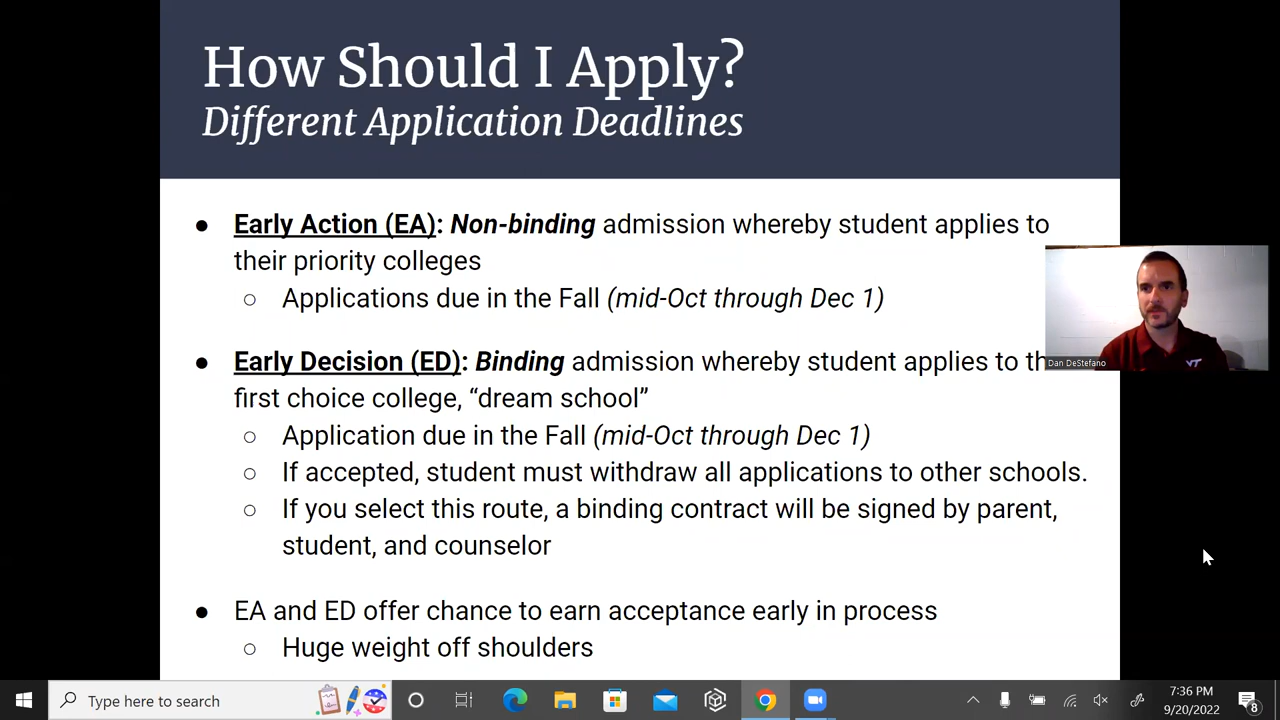 How Should I Apply?
Different Application Deadlines
● Early Action (EA): Non-binding admission whereby student applies to
their priority colleges
○ Applications due in the Fall (mid-Oct through Dec 1)
● Early Decision (ED): Binding admission whereby student applies to th
first choice college, “dream school”
○ Application due in the Fall (mid-Oct through Dec 1)
○ If accepted, student must withdraw all applications to other schools.
○ If you select this route, a binding contract will be signed by parent,
student, and counselor
● EA and ED offer chance to earn acceptance early in process
○ Huge weight off shoulders
Dan DeStefano
VT
Type here to search
7:36 PM
9/20/2022
8